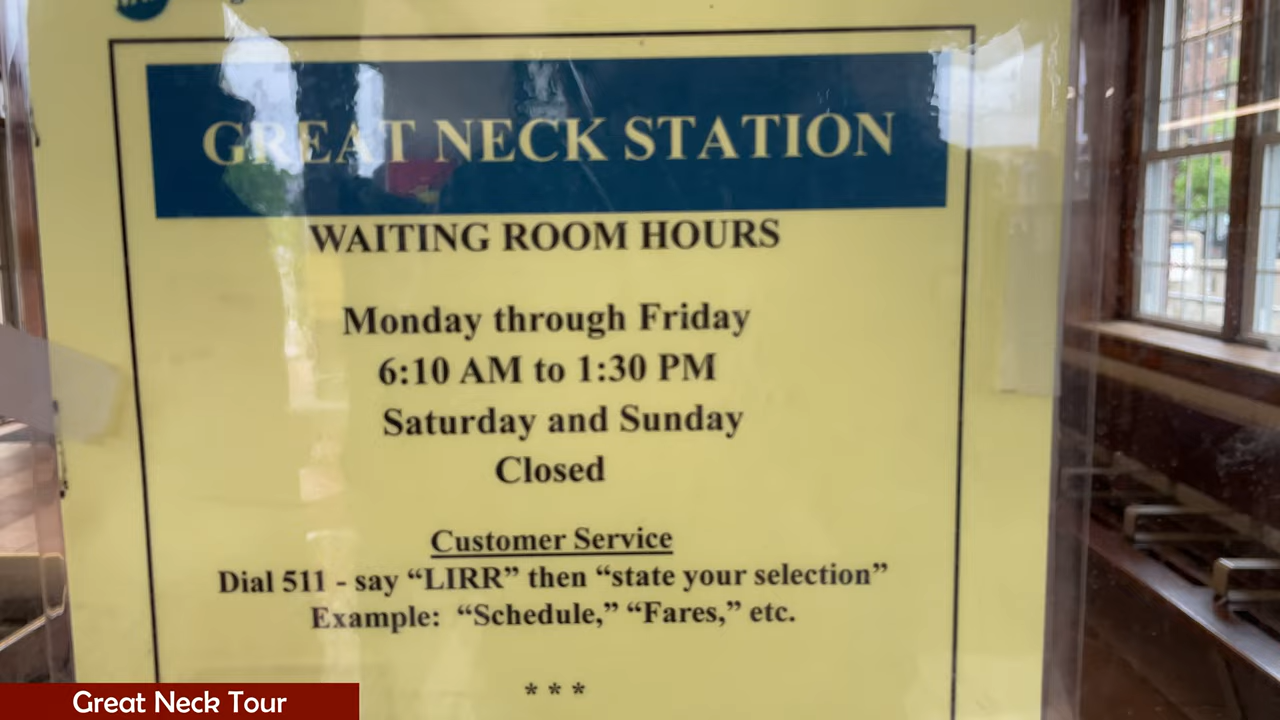 GREAT NECK STATION
WAITING ROOM HOURS
Monday through Friday
6:10 AM to 1:30 PM
Saturday and Sunday
Closed
Customer Service
Dial 511 - say “LIRR” then “state your selection”
Example: “Schedule,” “Fares,” etc.
* * *
Great Neck Tour